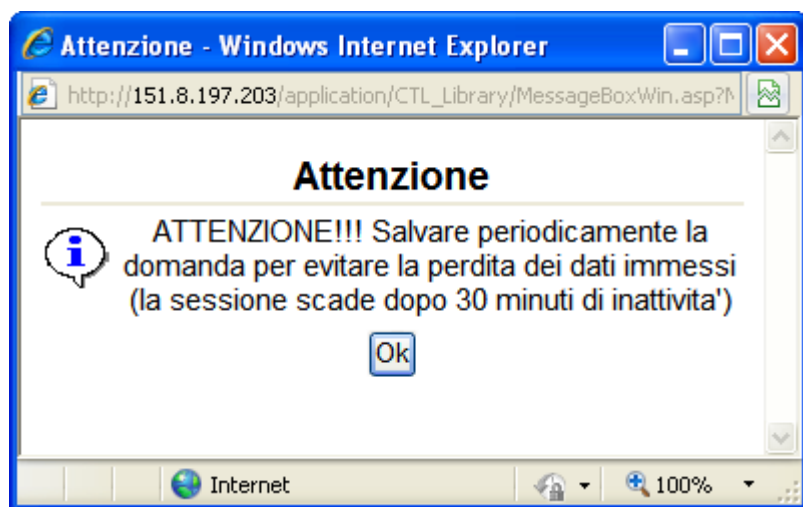 Attenzione - Windows Internet Explorer
http://151.8.197.203/application/CTL_Library/MessageBoxWin.asp?M
Attenzione
ATTENZIONE!!! Salvare periodicamente la
domanda per evitare la perdita dei dati immessi
(la sessione scade dopo 30 minuti di inattivita')
Ok
Internet
100%